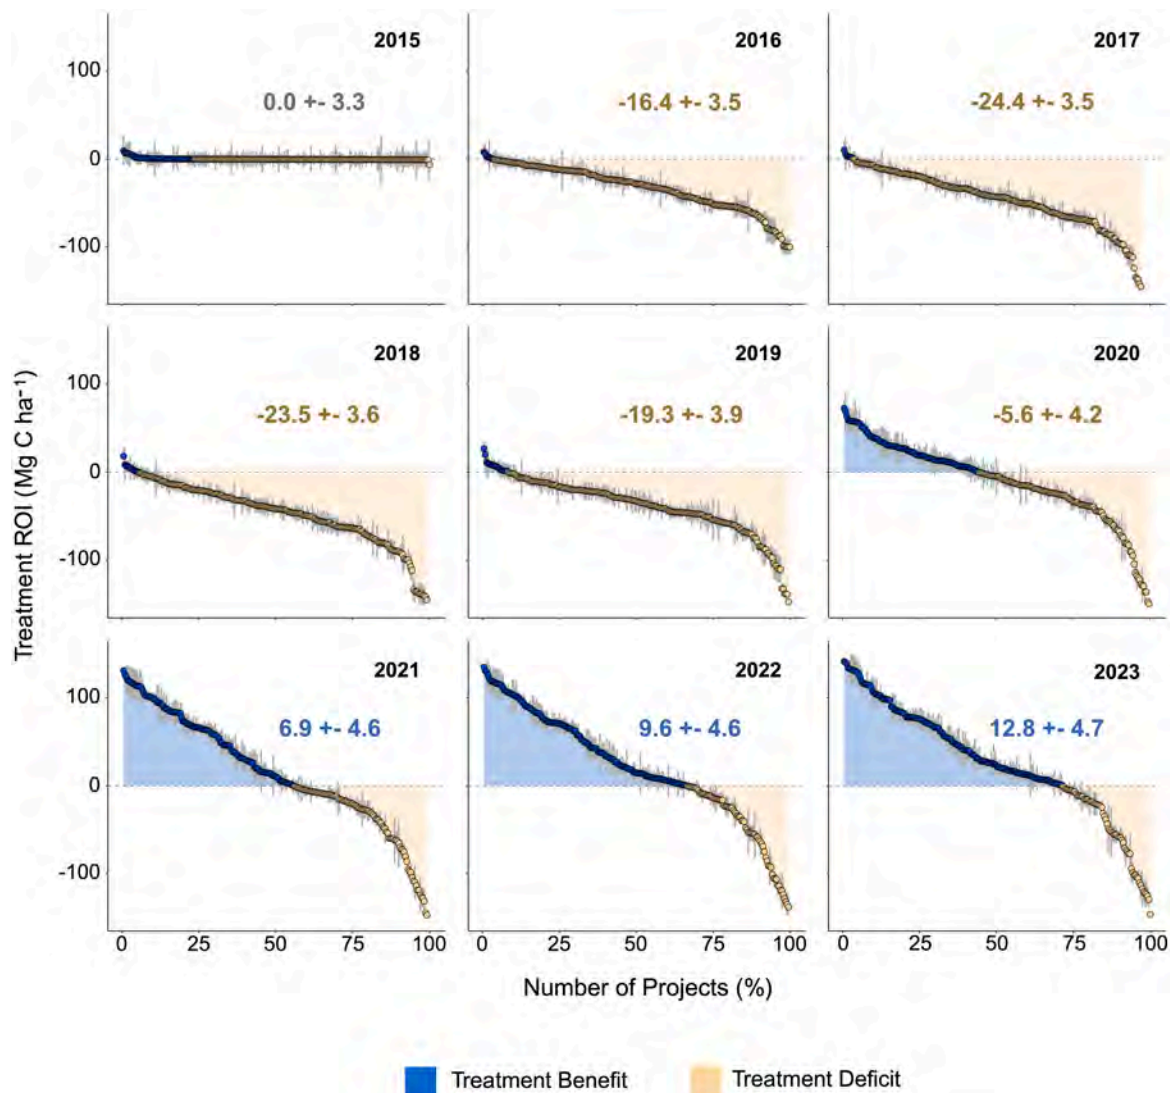 2015
2016
2017
100
0
-100
0.0 +- 3.3
-16.4 +- 3.5
-24.4 +- 3.5
2018
2019
2020
100
0
-100
-23.5 +- 3.6
-19.3 +- 3.9
-5.6 +- 4.2
Treatment ROI (Mg C ha⁻¹)
2021
2022
2023
100
0
-100
6.9 +- 4.6
9.6 +- 4.6
12.8 +- 4.7
0 25 50 75 100
0 25 50 75 100
0 25 50 75 100
Number of Projects (%)
Treatment Benefit
Treatment Deficit